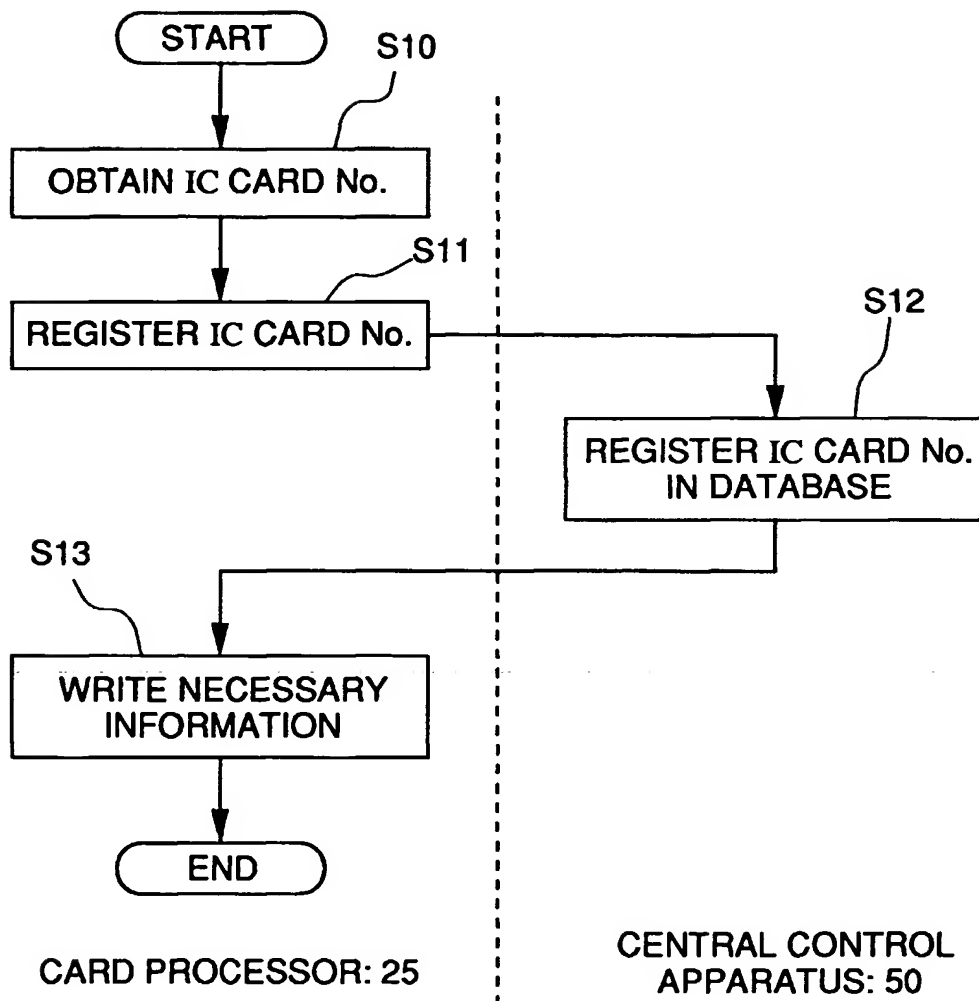 START
S10
OBTAIN IC CARD No.
S11
REGISTER IC CARD No.
S12
REGISTER IC CARD No.
IN DATABASE
S13
WRITE NECESSARY
INFORMATION
END
CARD PROCESSOR: 25
CENTRAL CONTROL
APPARATUS: 50